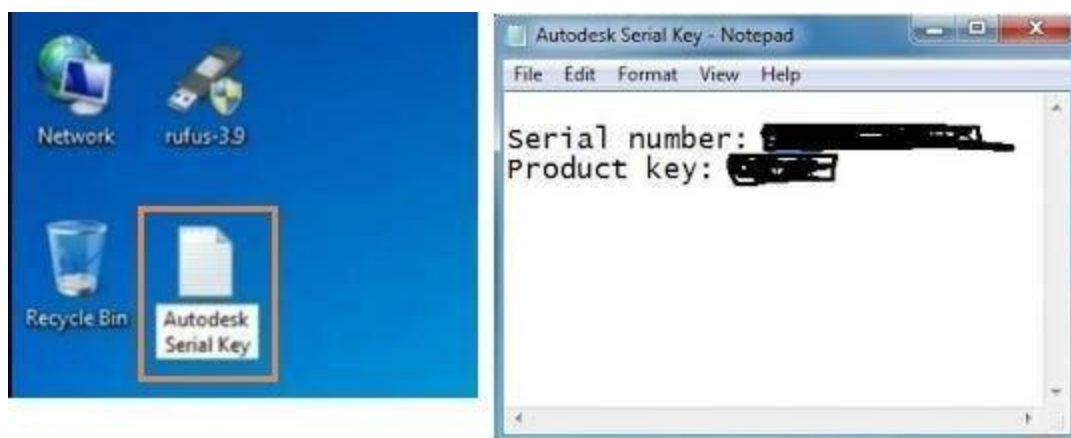 Network
rufus-3.9
Recycle Bin
Autodesk
Serial Key
Autodesk Serial Key - Notepad
File Edit Format View Help
Serial number:
Product key: